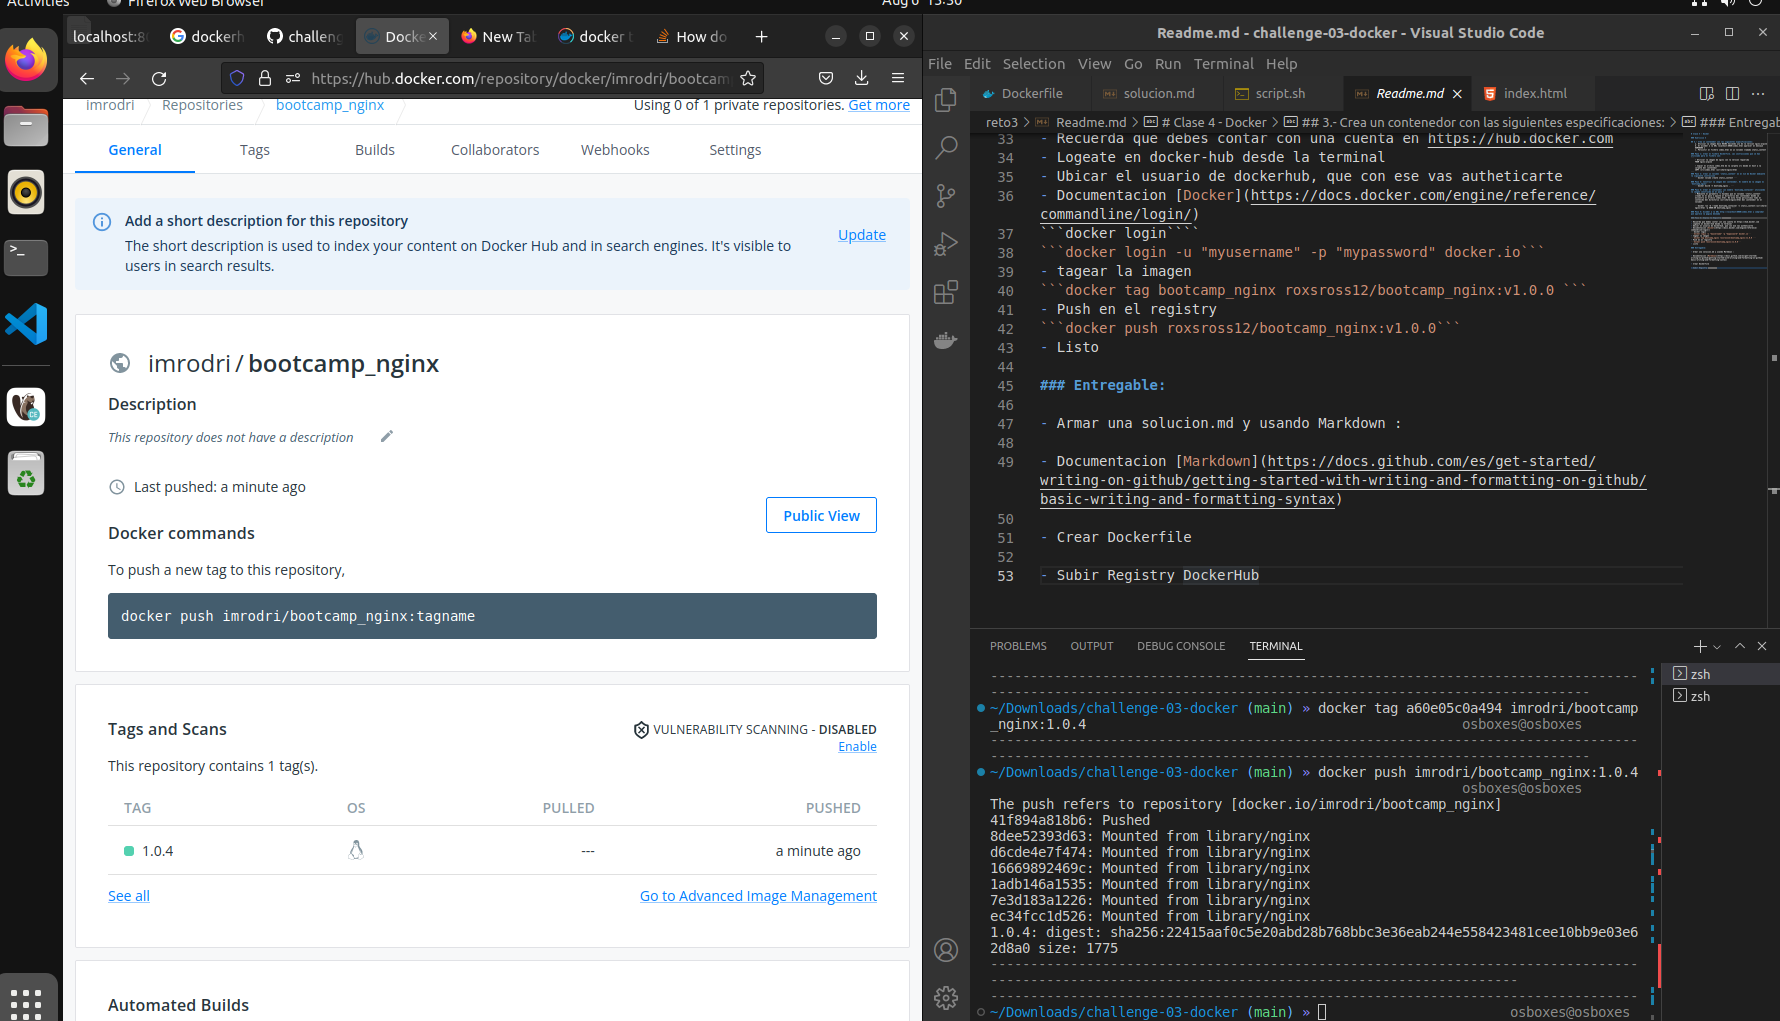 Activities
Firefox Web Browser
Aug 6 13:30
localhost:8
dockerh
challeng
Docke
New Ta
docker t
How do
https://hub.docker.com/repository/docker/imrodri/bootcam
imrodri
Repositories
bootcamp_nginx
Using 0 of 1 private repositories. Get more
General
Tags
Builds
Collaborators
Webhooks
Settings
Add a short description for this repository
The short description is used to index your content on Docker Hub and in search engines. It's visible to
users in search results.
Update
imrodri / bootcamp_nginx
Description
This repository does not have a description
Last pushed: a minute ago
Public View
Docker commands
To push a new tag to this repository,
docker push imrodri/bootcamp_nginx:tagname
Tags and Scans
VULNERABILITY SCANNING - DISABLED
Enable
This repository contains 1 tag(s).
TAG OS PULLED PUSHED
1.0.4 --- a minute ago
See all
Go to Advanced Image Management
Automated Builds
Readme.md - challenge-03-docker - Visual Studio Code
File Edit Selection View Go Run Terminal Help
Dockerfile
solucion.md
script.sh
Readme.md
index.html
reto3 > Readme.md > # Clase 4 - Docker > ## 3.- Crea un contenedor con las siguientes especificaciones: > ### Entregab
33 - Recuerda que debes contar con una cuenta en https://hub.docker.com
34 - Logeate en docker-hub desde la terminal
35 - Ubicar el usuario de dockerhub, que con ese vas autheticarte
36 - Documentacion [Docker](https://docs.docker.com/engine/reference/
commandline/login/)
37 ```docker login````
38 ```docker login -u "myusername" -p "mypassword" docker.io```
39 - tagear la imagen
40 ```docker tag bootcamp_nginx roxsross12/bootcamp_nginx:v1.0.0 ```
41 - Push en el registry
42 ```docker push roxsross12/bootcamp_nginx:v1.0.0```
43 - Listo
44
45 ### Entregable:
46
47 - Armar una solucion.md y usando Markdown :
48
49 - Documentacion [Markdown](https://docs.github.com/es/get-started/
writing-on-github/getting-started-with-writing-and-formatting-on-github/
basic-writing-and-formatting-syntax)
50
51 - Crear Dockerfile
52
53 - Subir Registry DockerHub
PROBLEMS OUTPUT DEBUG CONSOLE TERMINAL
zsh
zsh
~/Downloads/challenge-03-docker (main) » docker tag a60e05c0a494 imrodri/bootcamp
_nginx:1.0.4 osboxes@osboxes
~/Downloads/challenge-03-docker (main) » docker push imrodri/bootcamp_nginx:1.0.4
osboxes@osboxes
The push refers to repository [docker.io/imrodri/bootcamp_nginx]
41f894a818b6: Pushed
8dee52393d63: Mounted from library/nginx
d6cde4e7f474: Mounted from library/nginx
16669892469c: Mounted from library/nginx
1adb146a1535: Mounted from library/nginx
7e3d183a1226: Mounted from library/nginx
ec34fcc1d526: Mounted from library/nginx
1.0.4: digest: sha256:22415aaf0c5e20abd28b768bbc3e36eab244e558423481cee10bb9e03e6
2d8a0 size: 1775
~/Downloads/challenge-03-docker (main) » osboxes@osboxes